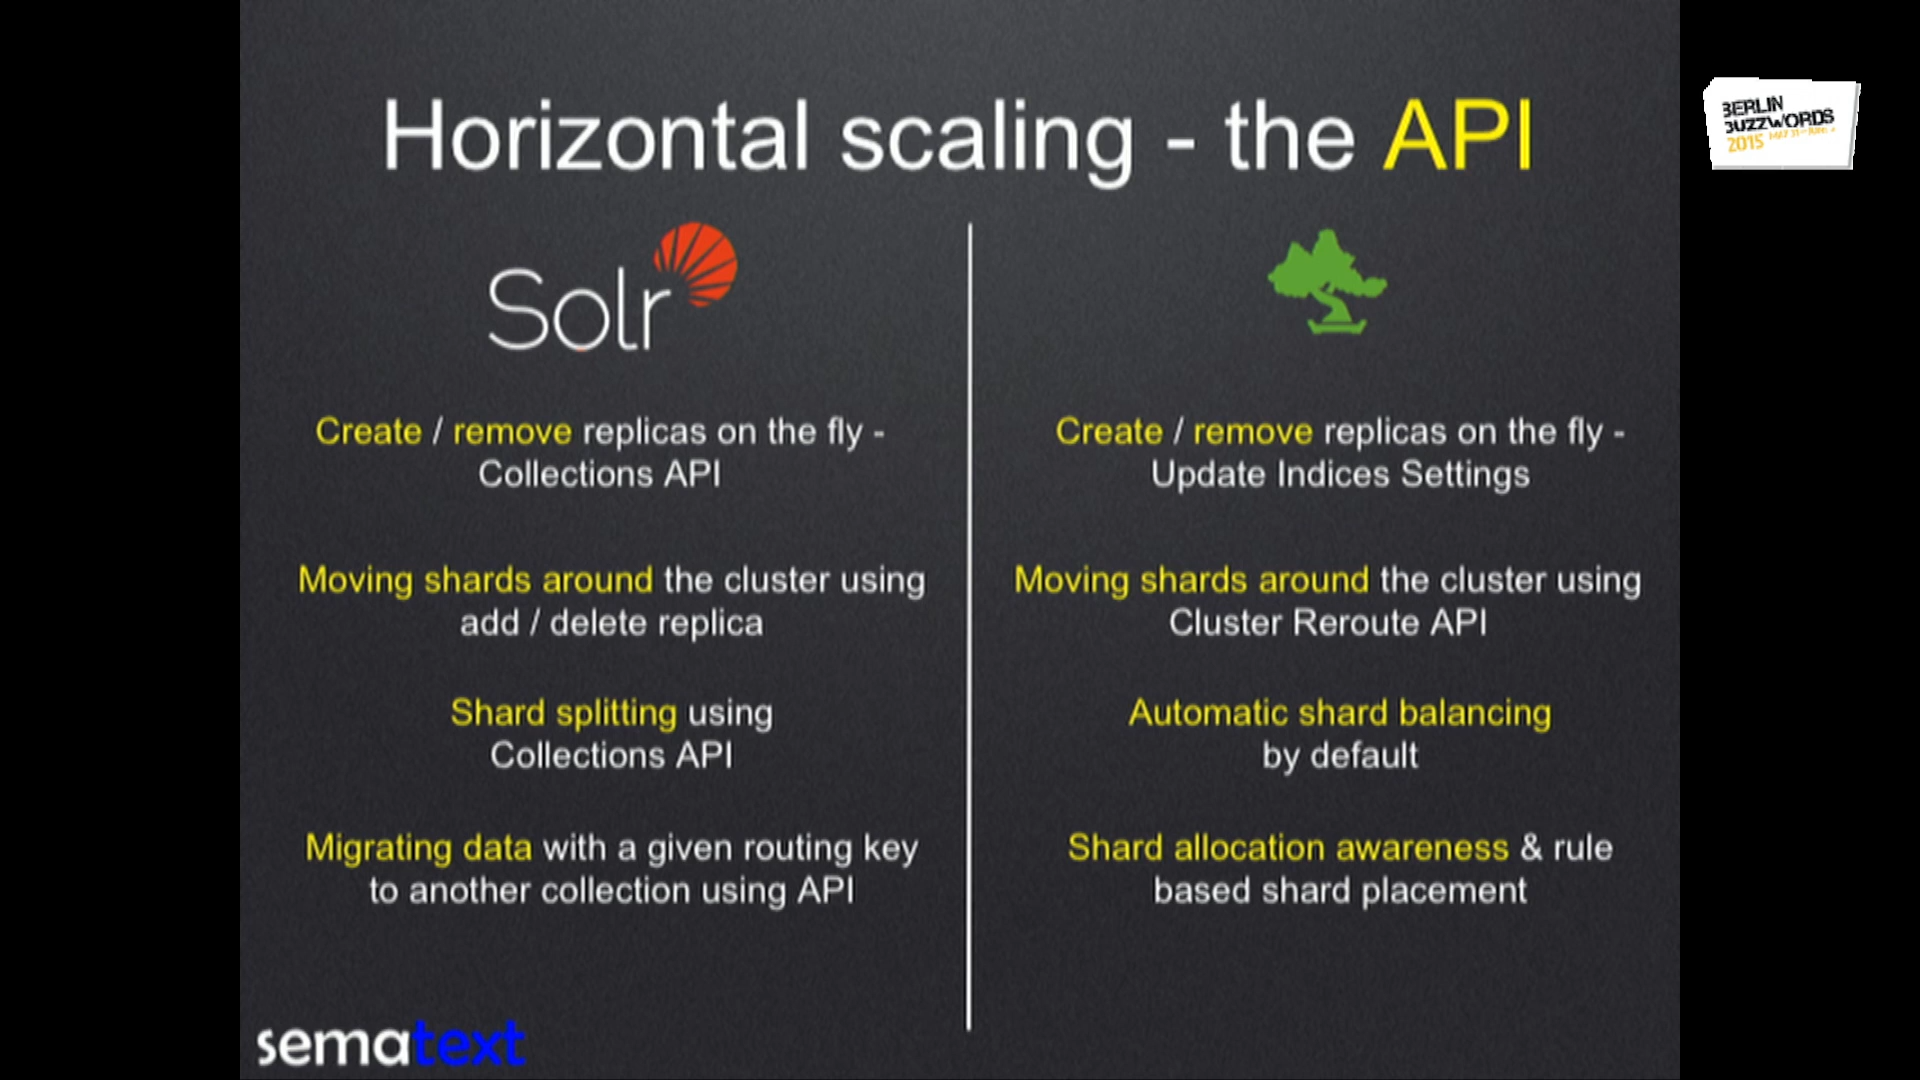 Horizontal scaling - the API
BERLIN
BUZZWORDS
2015
Solr
Create / remove replicas on the fly -
Collections API
Moving shards around the cluster using
add / delete replica
Shard splitting using
Collections API
Migrating data with a given routing key
to another collection using API
Create / remove replicas on the fly -
Update Indices Settings
Moving shards around the cluster using
Cluster Reroute API
Automatic shard balancing
by default
Shard allocation awareness & rule
based shard placement
sematext